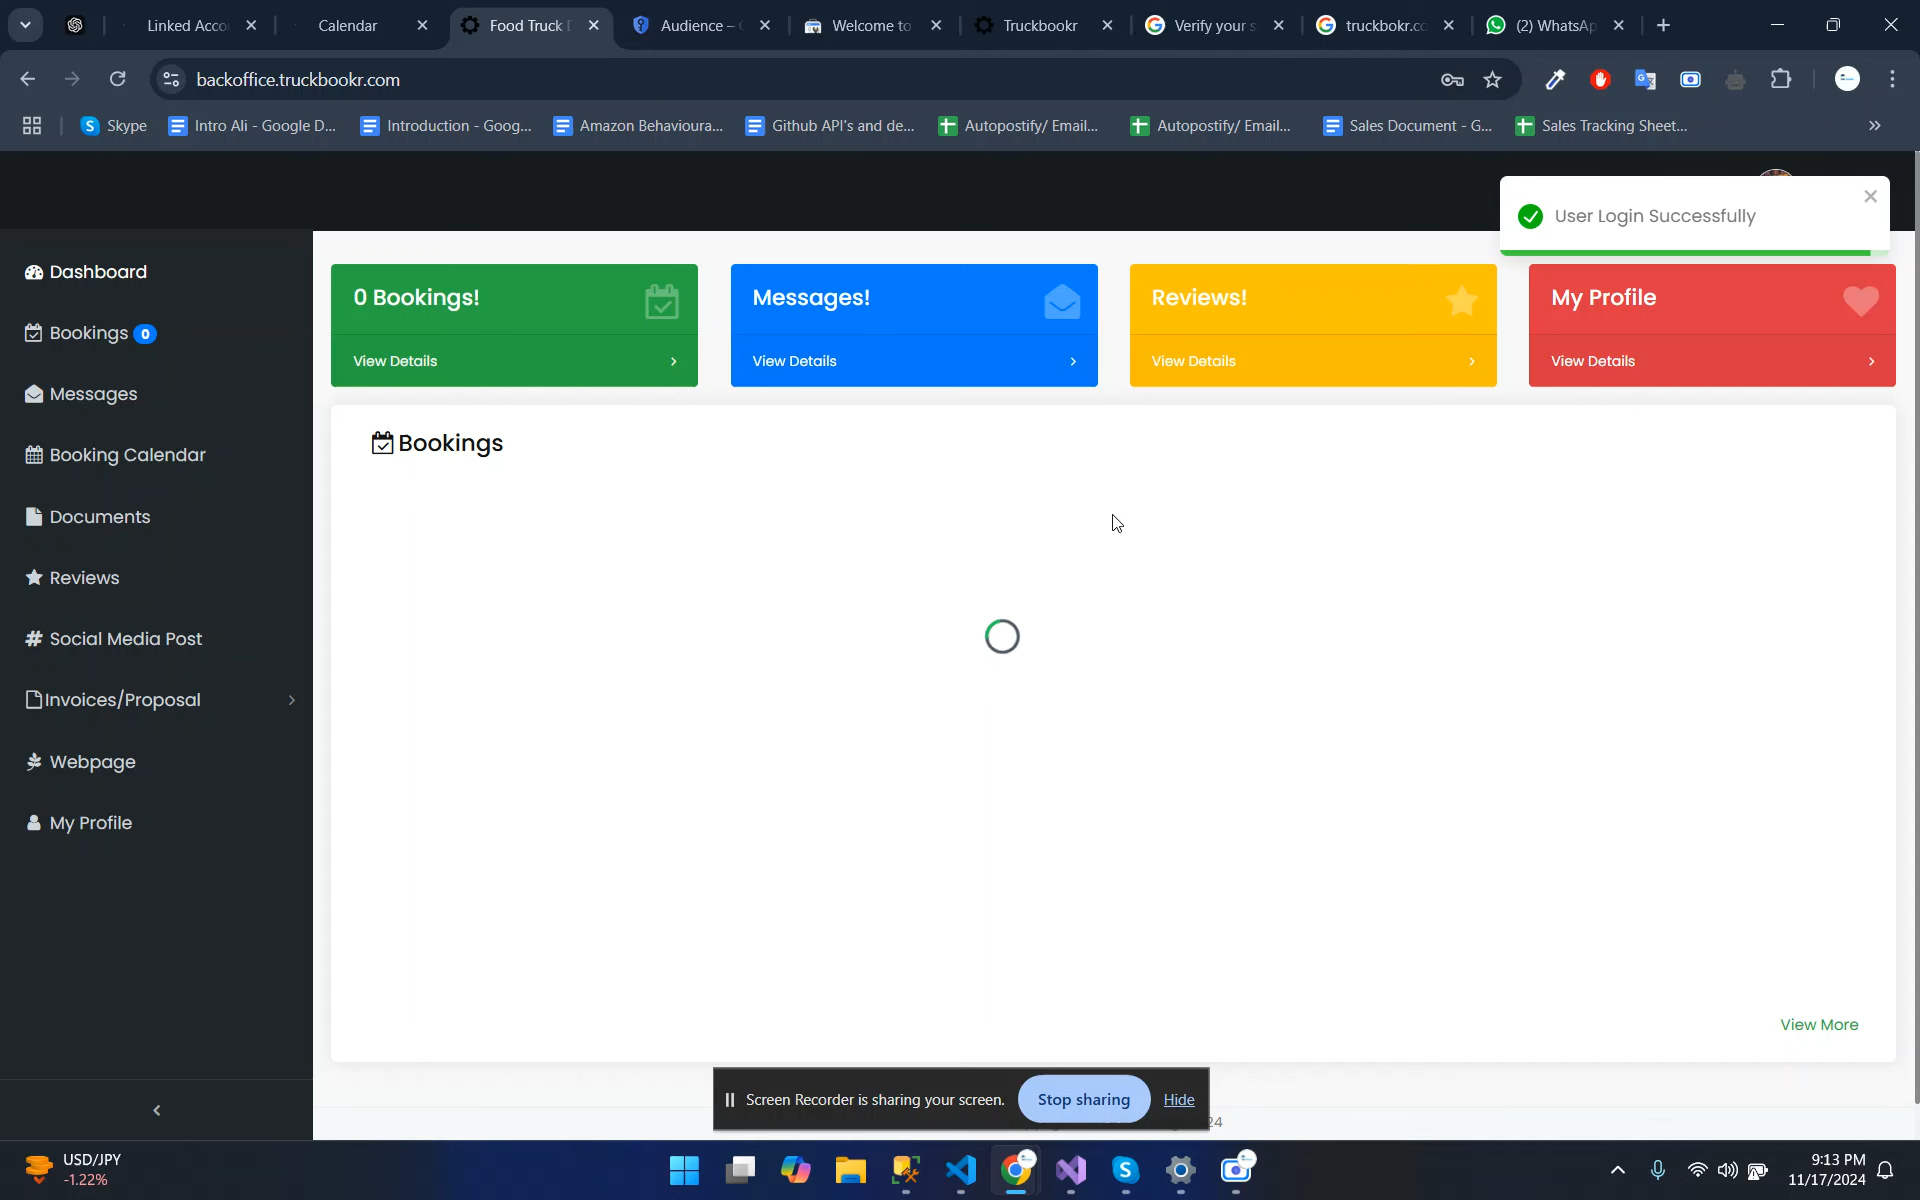 Linked Acco
Calendar
Food Truck
Audience –
Welcome to
Truckbookr
Verify your s
truckbokr.co
(2) WhatsAp
backoffice.truckbookr.com
Skype
Intro Ali - Google D...
Introduction - Goog...
Amazon Behavioura...
Github API's and de...
Autopostify/ Email...
Autopostify/ Email...
Sales Document - G...
Sales Tracking Sheet...
User Login Successfully
Dashboard
Bookings 0
Messages
Booking Calendar
Documents
Reviews
Social Media Post
Invoices/Proposal
Webpage
My Profile
0 Bookings!
View Details
Messages!
View Details
Reviews!
View Details
My Profile
View Details
Bookings
View More
Screen Recorder is sharing your screen.
Stop sharing
Hide
24
USD/JPY
-1.22%
9:13 PM
11/17/2024